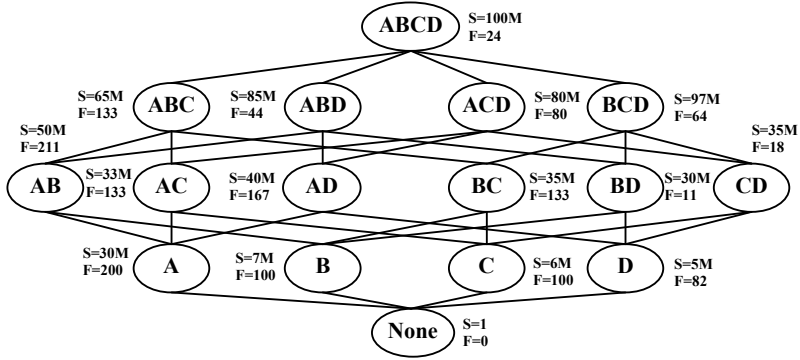 ABCD
S=100M
F=24
S=65M
F=133
ABC
S=85M
F=44
ABD
ACD
S=80M
F=80
BCD
S=97M
F=64
S=50M
F=211
AB
S=33M
F=133
AC
S=40M
F=167
AD
BC
S=35M
F=133
BD
S=30M
F=11
CD
S=35M
F=18
S=30M
F=200
A
S=7M
F=100
B
C
S=6M
F=100
D
S=5M
F=82
None
S=1
F=0